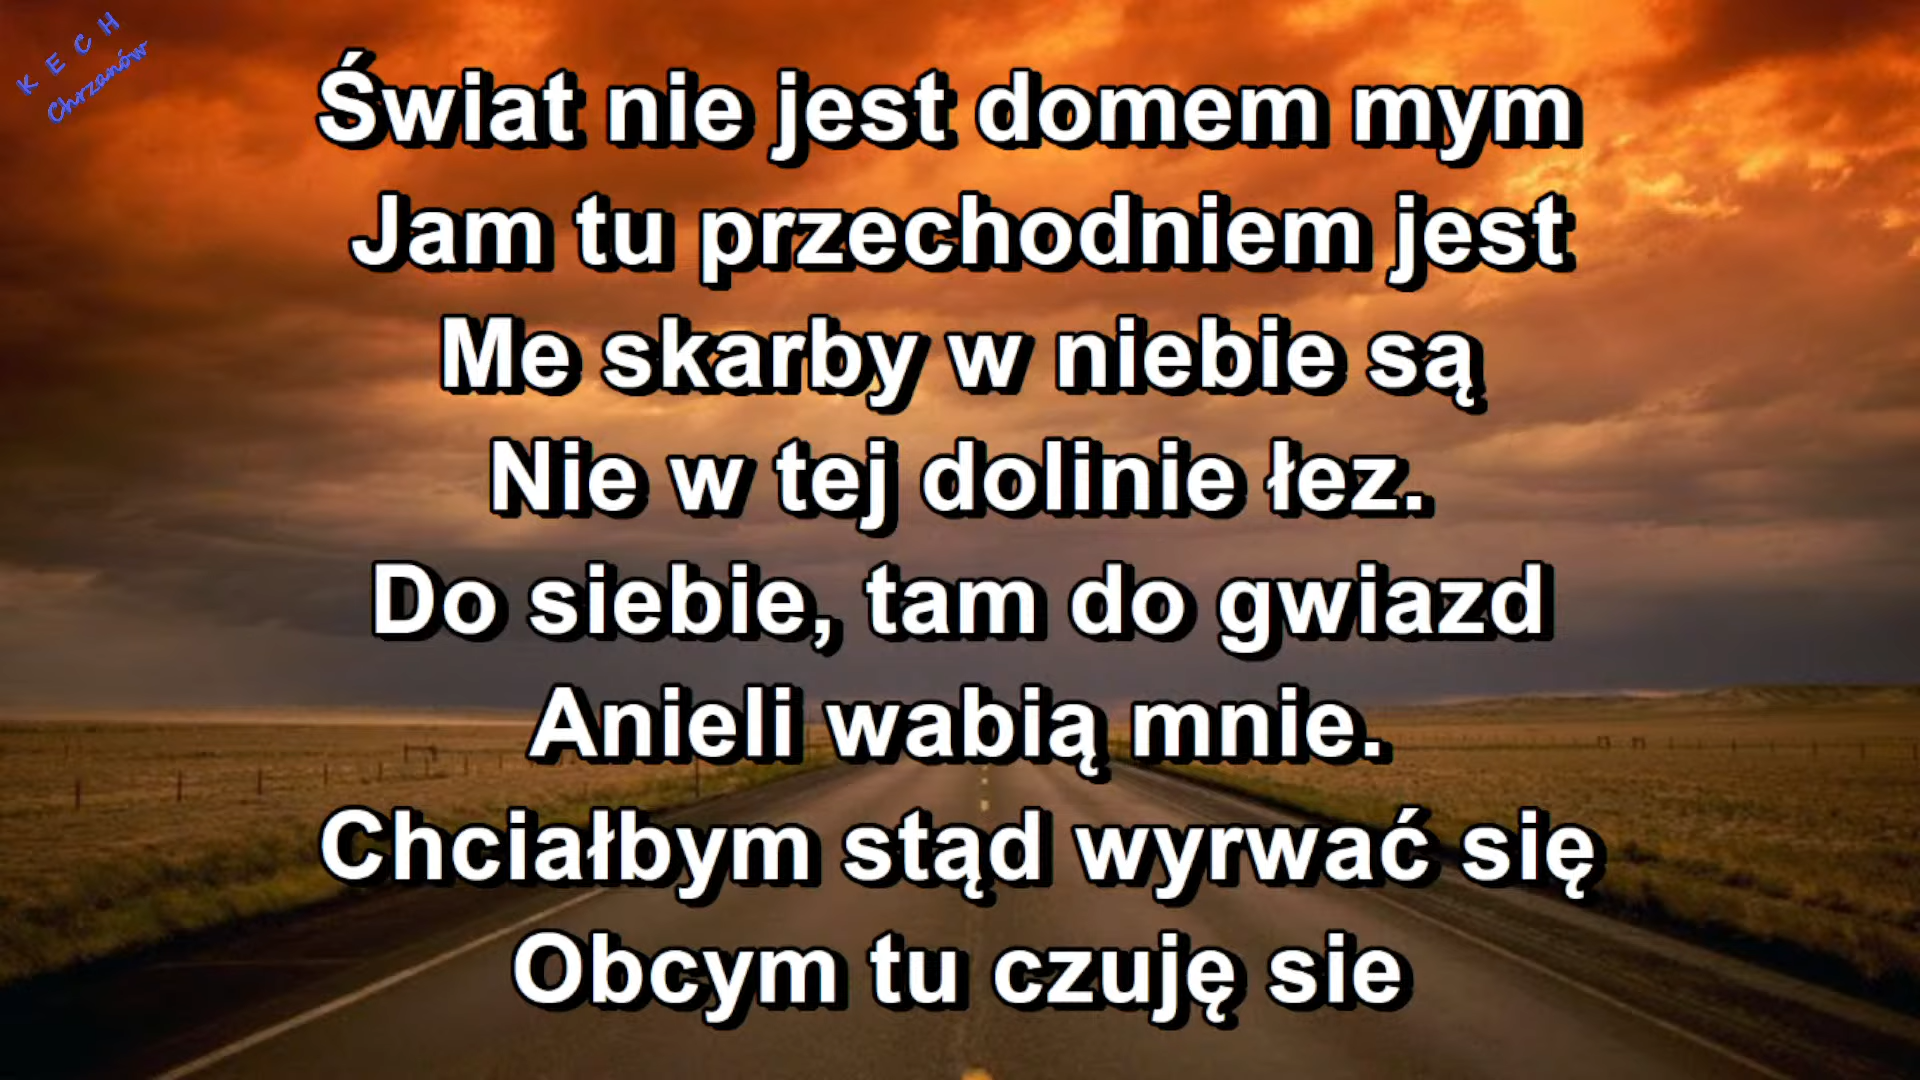 K E C H
Chrzanów
Świat nie jest domem mym
Jam tu przechodniem jest
Me skarby w niebie są
Nie w tej dolinie łez.
Do siebie, tam do gwiazd
Anieli wabią mnie.
Chciałbym stąd wyrwać się
Obcym tu czuję sie